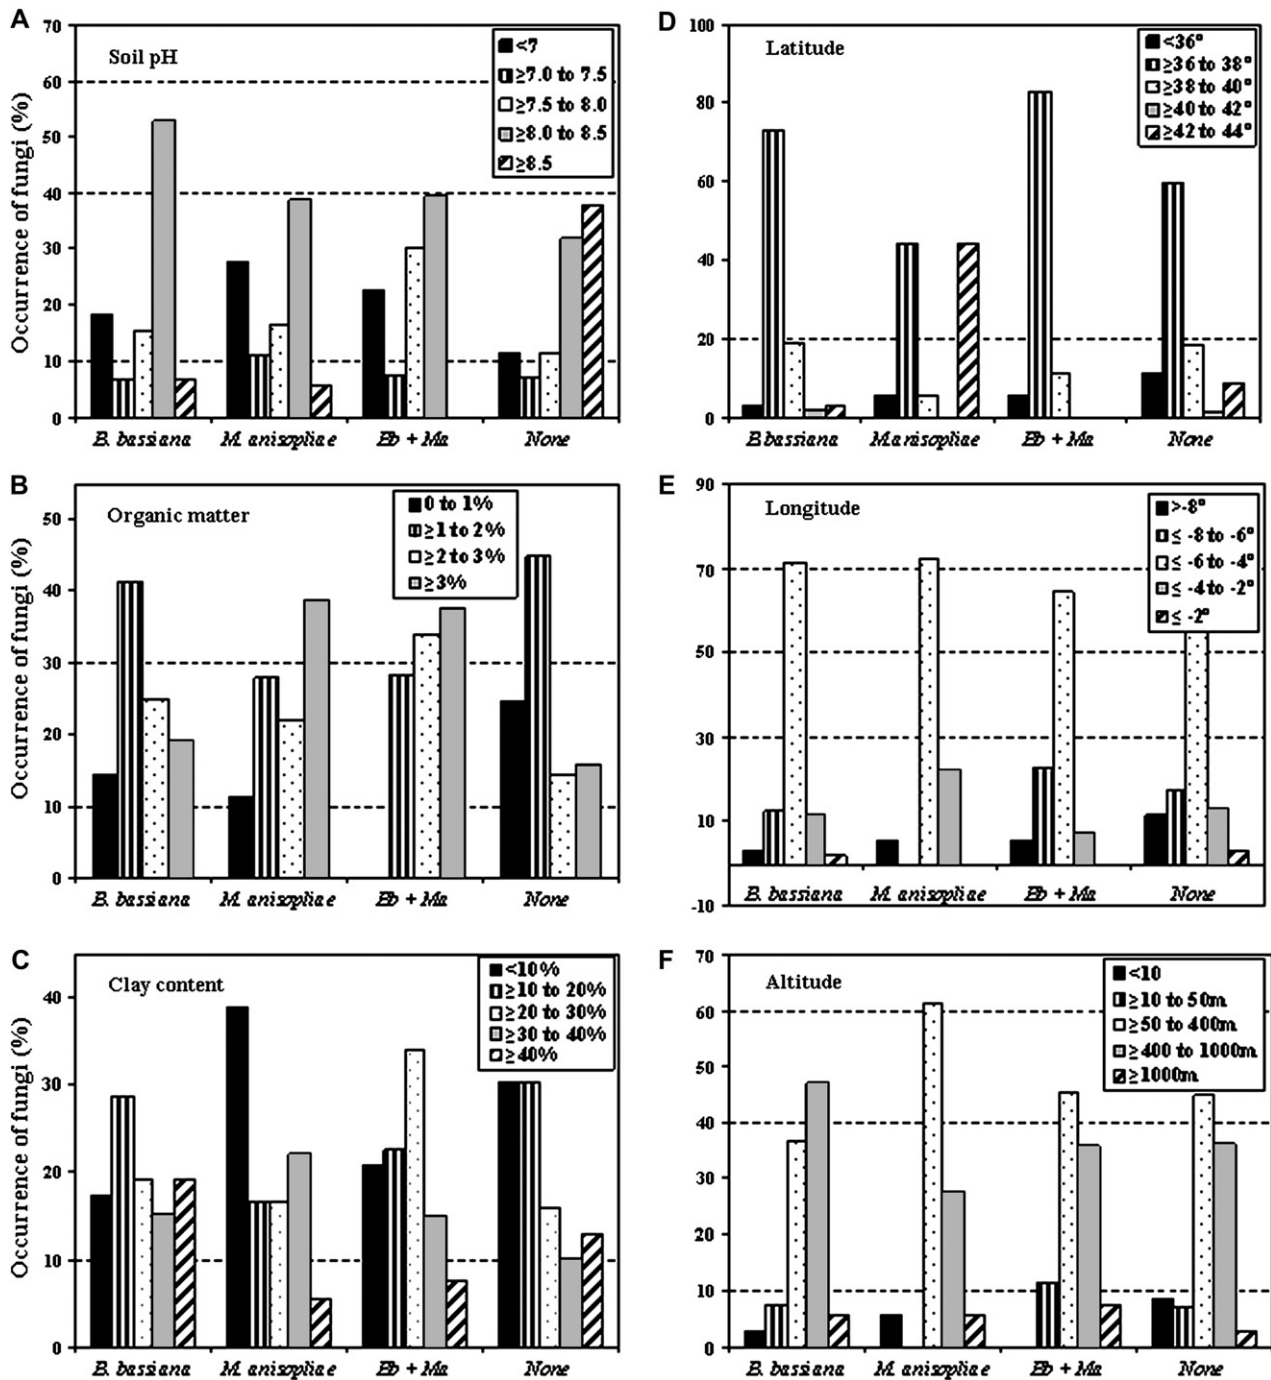 A
Occurrence of fungi (%)
70
60
50
40
30
20
10
0
Soil pH
<7
≥7.0 to 7.5
≥7.5 to 8.0
≥8.0 to 8.5
≥8.5
B. bassiana M. anisopliae Bb + Ma None
D
100
80
60
40
20
0
Latitude
<36°
≥36 to 38°
≥38 to 40°
≥40 to 42°
≥42 to 44°
B.bassiana M.anisopliae Bb + Ma None
B
Occurrence of fungi (%)
50
40
30
20
10
0
Organic matter
0 to 1%
≥1 to 2%
≥2 to 3%
≥3%
B. bassiana M. anisopliae Bb + Ma None
E
90
70
50
30
10
-10
Longitude
>-8°
≤ -8 to -6°
≤ -6 to -4°
≤ -4 to -2°
≤ -2°
B. bassiana M. anisopliae Bb + Ma None
C
Occurrence of fungi (%)
40
30
20
10
0
Clay content
<10%
≥10 to 20%
≥20 to 30%
≥30 to 40%
≥40%
B. bassiana M. anisopliae Bb + Ma None
F
70
60
50
40
30
20
10
0
Altitude
<10
≥10 to 50m
≥50 to 400m
≥400 to 1000m
≥1000m
B. bassiana M. anisopliae Bb + Ma None